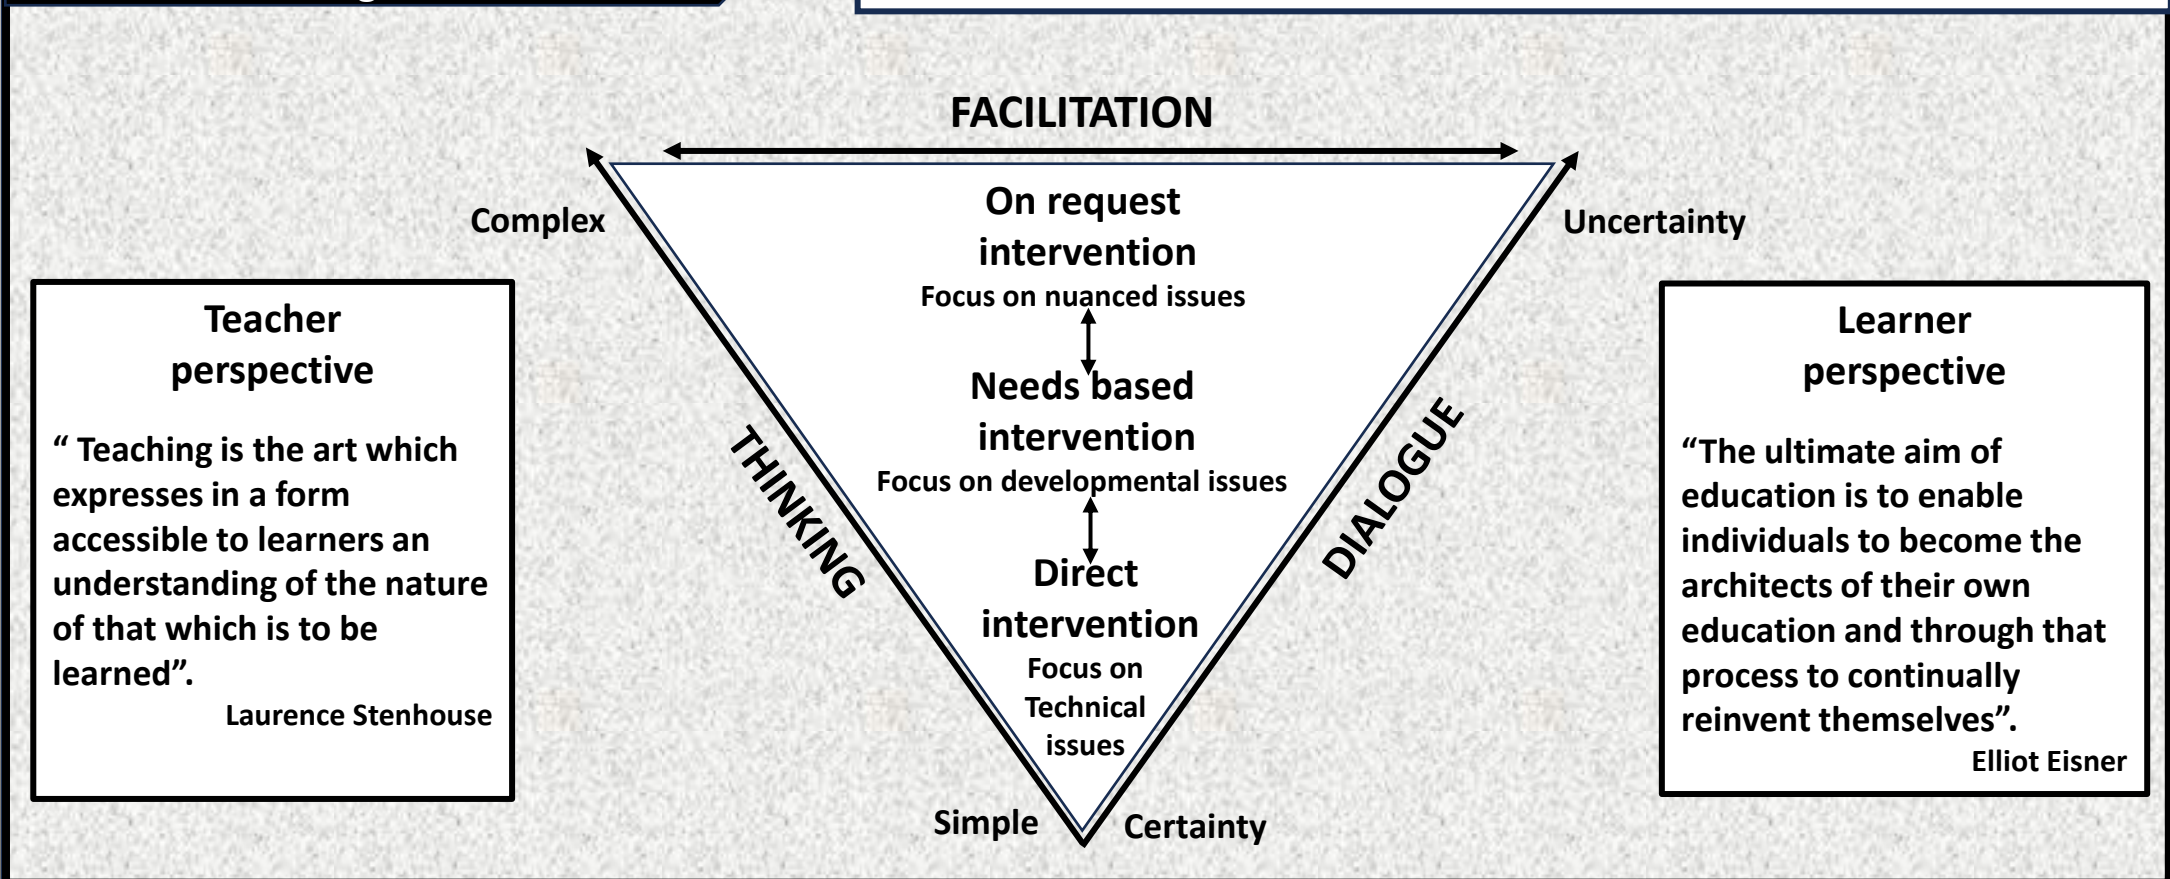 FACILITATION
Complex
Uncertainty
On request
intervention
Focus on nuanced issues
Needs based
intervention
Focus on developmental issues
Direct
intervention
Focus on
Technical
issues
THINKING
DIALOGUE
Simple
Certainty
Teacher
perspective
“ Teaching is the art which
expresses in a form
accessible to learners an
understanding of the nature
of that which is to be
learned”.
Laurence Stenhouse
Learner
perspective
“The ultimate aim of
education is to enable
individuals to become the
architects of their own
education and through that
process to continually
reinvent themselves”.
Elliot Eisner